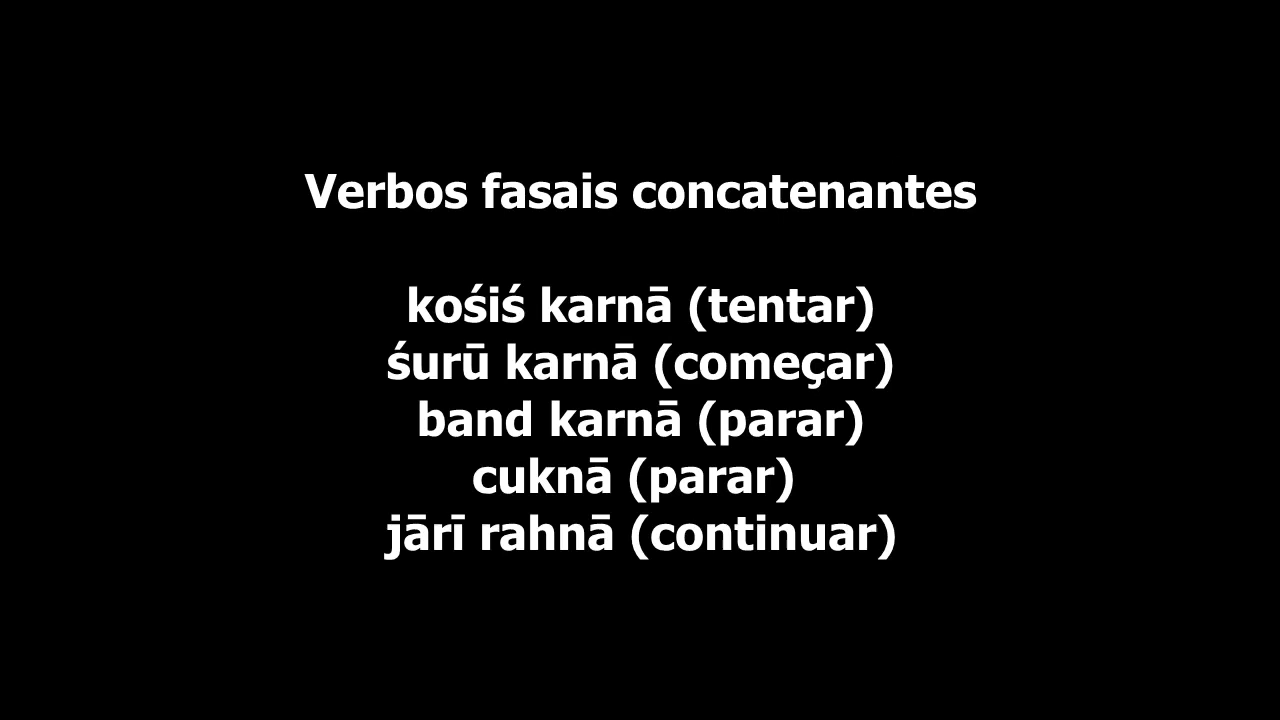 Verbos fasais concatenantes
kośiś karnā (tentar)
śurū karnā (começar)
band karnā (parar)
cuknā (parar)
jārī rahnā (continuar)